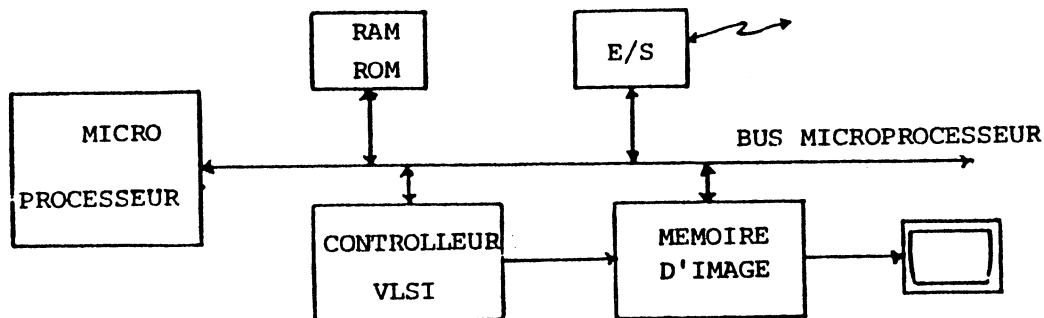 RAM
ROM
E/S
MICRO
PROCESSEUR
BUS MICROPROCESSEUR
CONTROLLEUR
VLSI
MEMOIRE
D'IMAGE